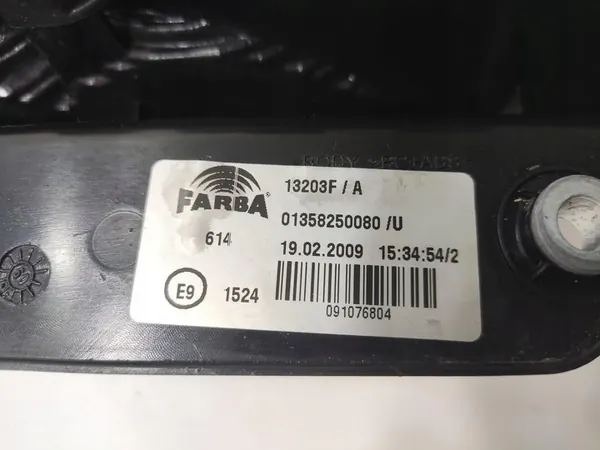 FARBA
13203F / A
01358250080 /U
614
19.02.2009 15:34:54/2
E9
1524
091076804